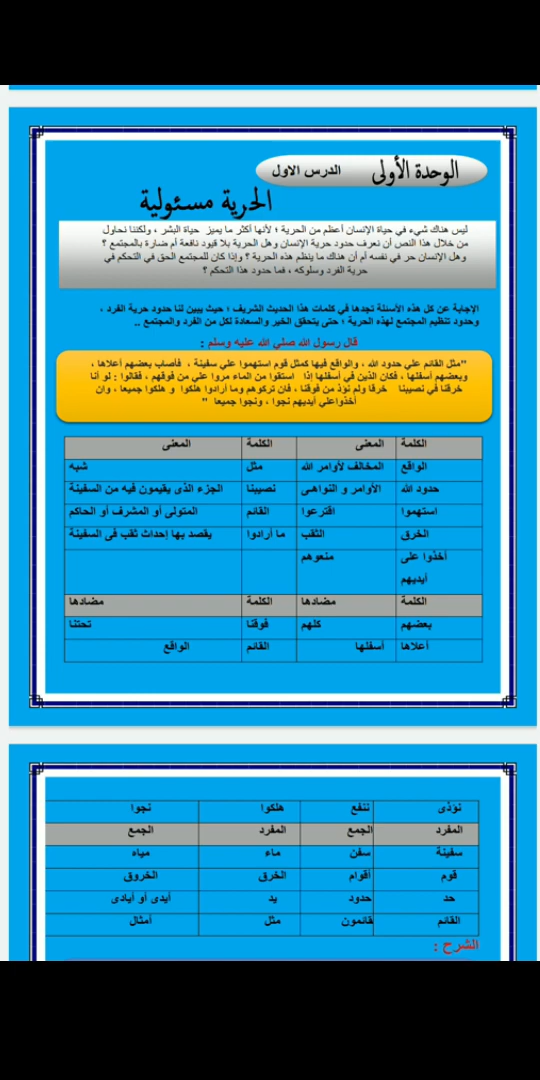 الوحدة الأولى الدرس الاول
الحرية مسئولية
ليس هناك شيء في حياة الإنسان أعظم من الحرية ؛ لأنها أكثر ما يميز حياة البشر ، ولكننا نحاول
من خلال هذا النص أن نعرف حدود حرية الإنسان وهل الحرية بلا قيود نافعة أم ضارة بالمجتمع ؟
وهل الإنسان حر في نفسه أم أن هناك ما ينظم هذه الحرية ؟ وإذا كان للمجتمع الحق في التحكم في
حرية الفرد وسلوكه ، فما حدود هذا التحكم ؟
الإجابة عن كل هذه الأسئلة تجدها في كلمات هذا الحديث الشريف ؛ حيث يبين لنا حدود حرية الفرد ،
وحدود تنظيم المجتمع لهذه الحرية ؛ حتى يتحقق الخير والسعادة لكل من الفرد والمجتمع ..
قال رسول الله صلي الله عليه وسلم :
"مثل القائم علي حدود الله ، والواقع فيها كمثل قوم استهموا علي سفينة ، فأصاب بعضهم أعلاها ،
وبعضهم أسفلها ، فكان الذين في أسفلها إذا استقوا من الماء مروا علي من فوقهم ، فقالوا : لو أنا
خرقنا في نصيبنا خرقا ولم نؤذ من فوقنا ، فان تركوهم وما أرادوا هلكوا و هلكوا جميعا ، وان
أخذواعلي أيديهم نجوا ، ونجوا جميعا "
الكلمة المعنى الكلمة المعنى
الواقع المخالف لأوامر الله مثل شبه
حدود الله الأوامر و النواهى نصيبنا الجزء الذى يقيمون فيه من السفينة
استهموا اقترعوا القائم المتولى أو المشرف أو الحاكم
الخرق الثقب ما أرادوا يقصد بها إحداث ثقب فى السفينة
أخذوا على منعوهم
أيديهم
الكلمة مضادها الكلمة مضادها
بعضهم كلهم فوقنا تحتنا
أعلاها أسفلها القائم الواقع
نؤذى ننفع هلكوا نجوا
المفرد الجمع المفرد الجمع
سفينة سفن ماء مياه
قوم أقوام الخرق الخروق
حد حدود يد أيدى أو أيادى
القائم قائمون مثل أمثال
الشرح :